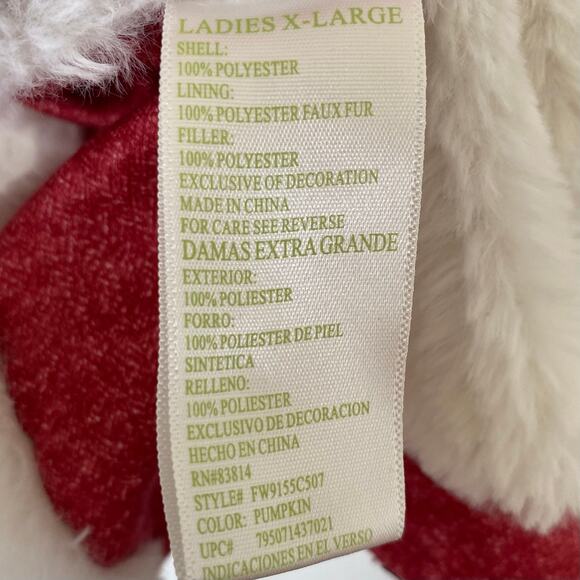 LADIES X-LARGE
SHELL:
100% POLYESTER
LINING:
100% POLYESTER FAUX FUR
FILLER:
100% POLYESTER
EXCLUSIVE OF DECORATION
MADE IN CHINA
FOR CARE SEE REVERSE
DAMAS EXTRA GRANDE
EXTERIOR:
100% POLIESTER
FORRO:
100% POLIESTER DE PIEL
SINTETICA
RELLENO:
100% POLIESTER
EXCLUSIVO DE DECORACION
HECHO EN CHINA
RN#83814
STYLE# FW9155C507
COLOR: PUMPKIN
UPC# 795071437021
INDICACIONES EN EL VERSO